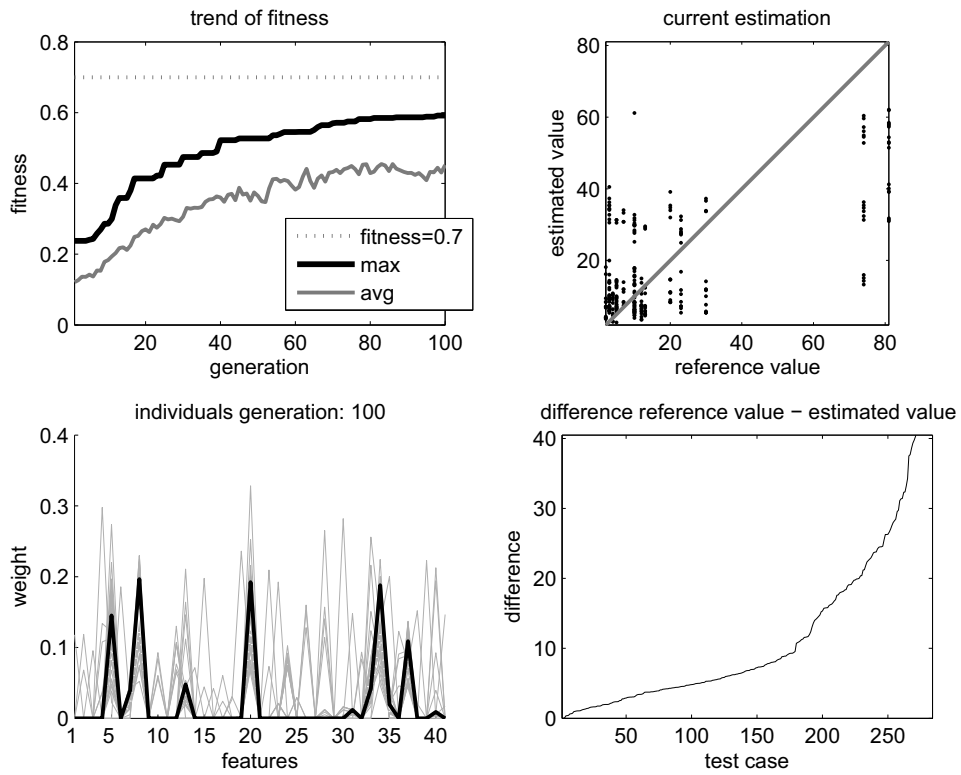 trend of fitness
0.8
0.6
0.4
0.2
0
fitness
fitness=0.7
max
avg
20 40 60 80 100
generation
current estimation
80
60
40
20
estimated value
20 40 60 80
reference value
individuals generation: 100
0.4
0.3
0.2
0.1
0
weight
1 5 10 15 20 25 30 35 40
features
difference reference value − estimated value
40
30
20
10
0
difference
50 100 150 200 250
test case